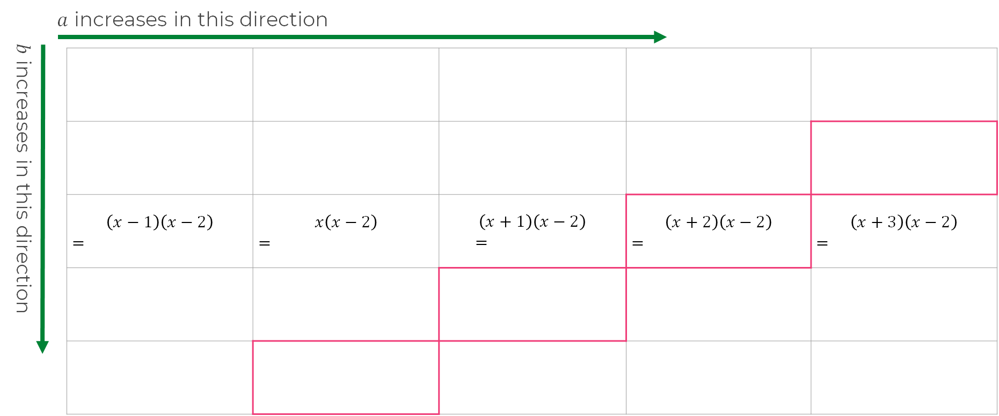 a increases in this direction
b increases in this direction
(x − 1)(x − 2)
=
x(x − 2)
=
(x + 1)(x − 2)
=
(x + 2)(x − 2)
=
(x + 3)(x − 2)
=